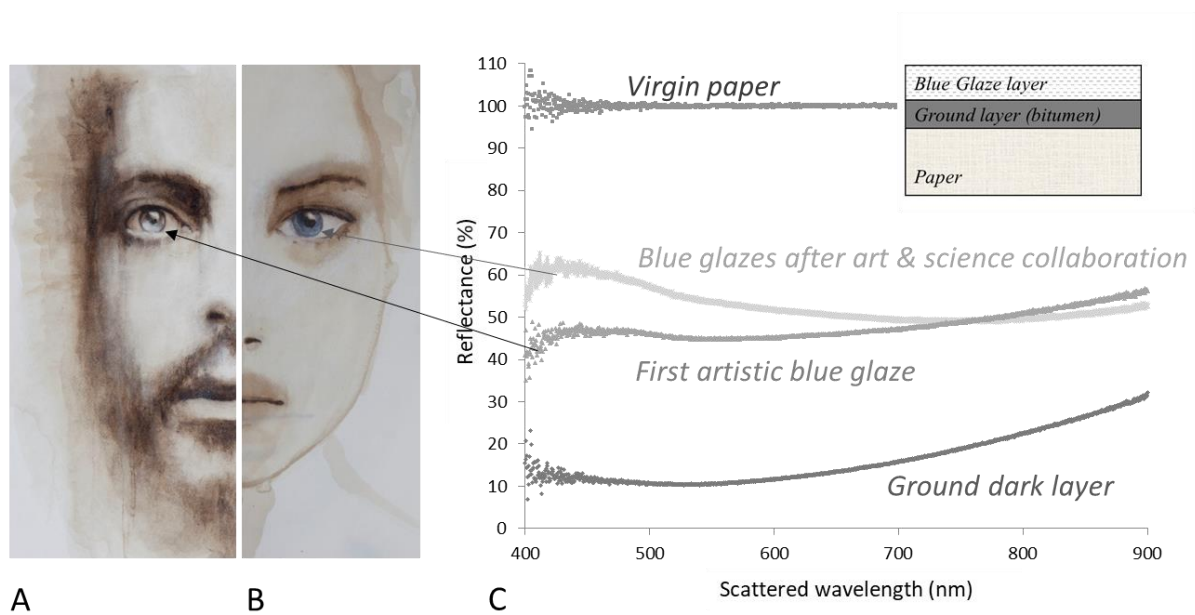 A
B
C
Reflectance (%)
110
100
90
80
70
60
50
40
30
20
10
0
400
500
600
700
800
900
Scattered wavelength (nm)
Virgin paper
Blue glazes after art & science collaboration
First artistic blue glaze
Ground dark layer
Blue Glaze layer
Ground layer (bitumen)
Paper